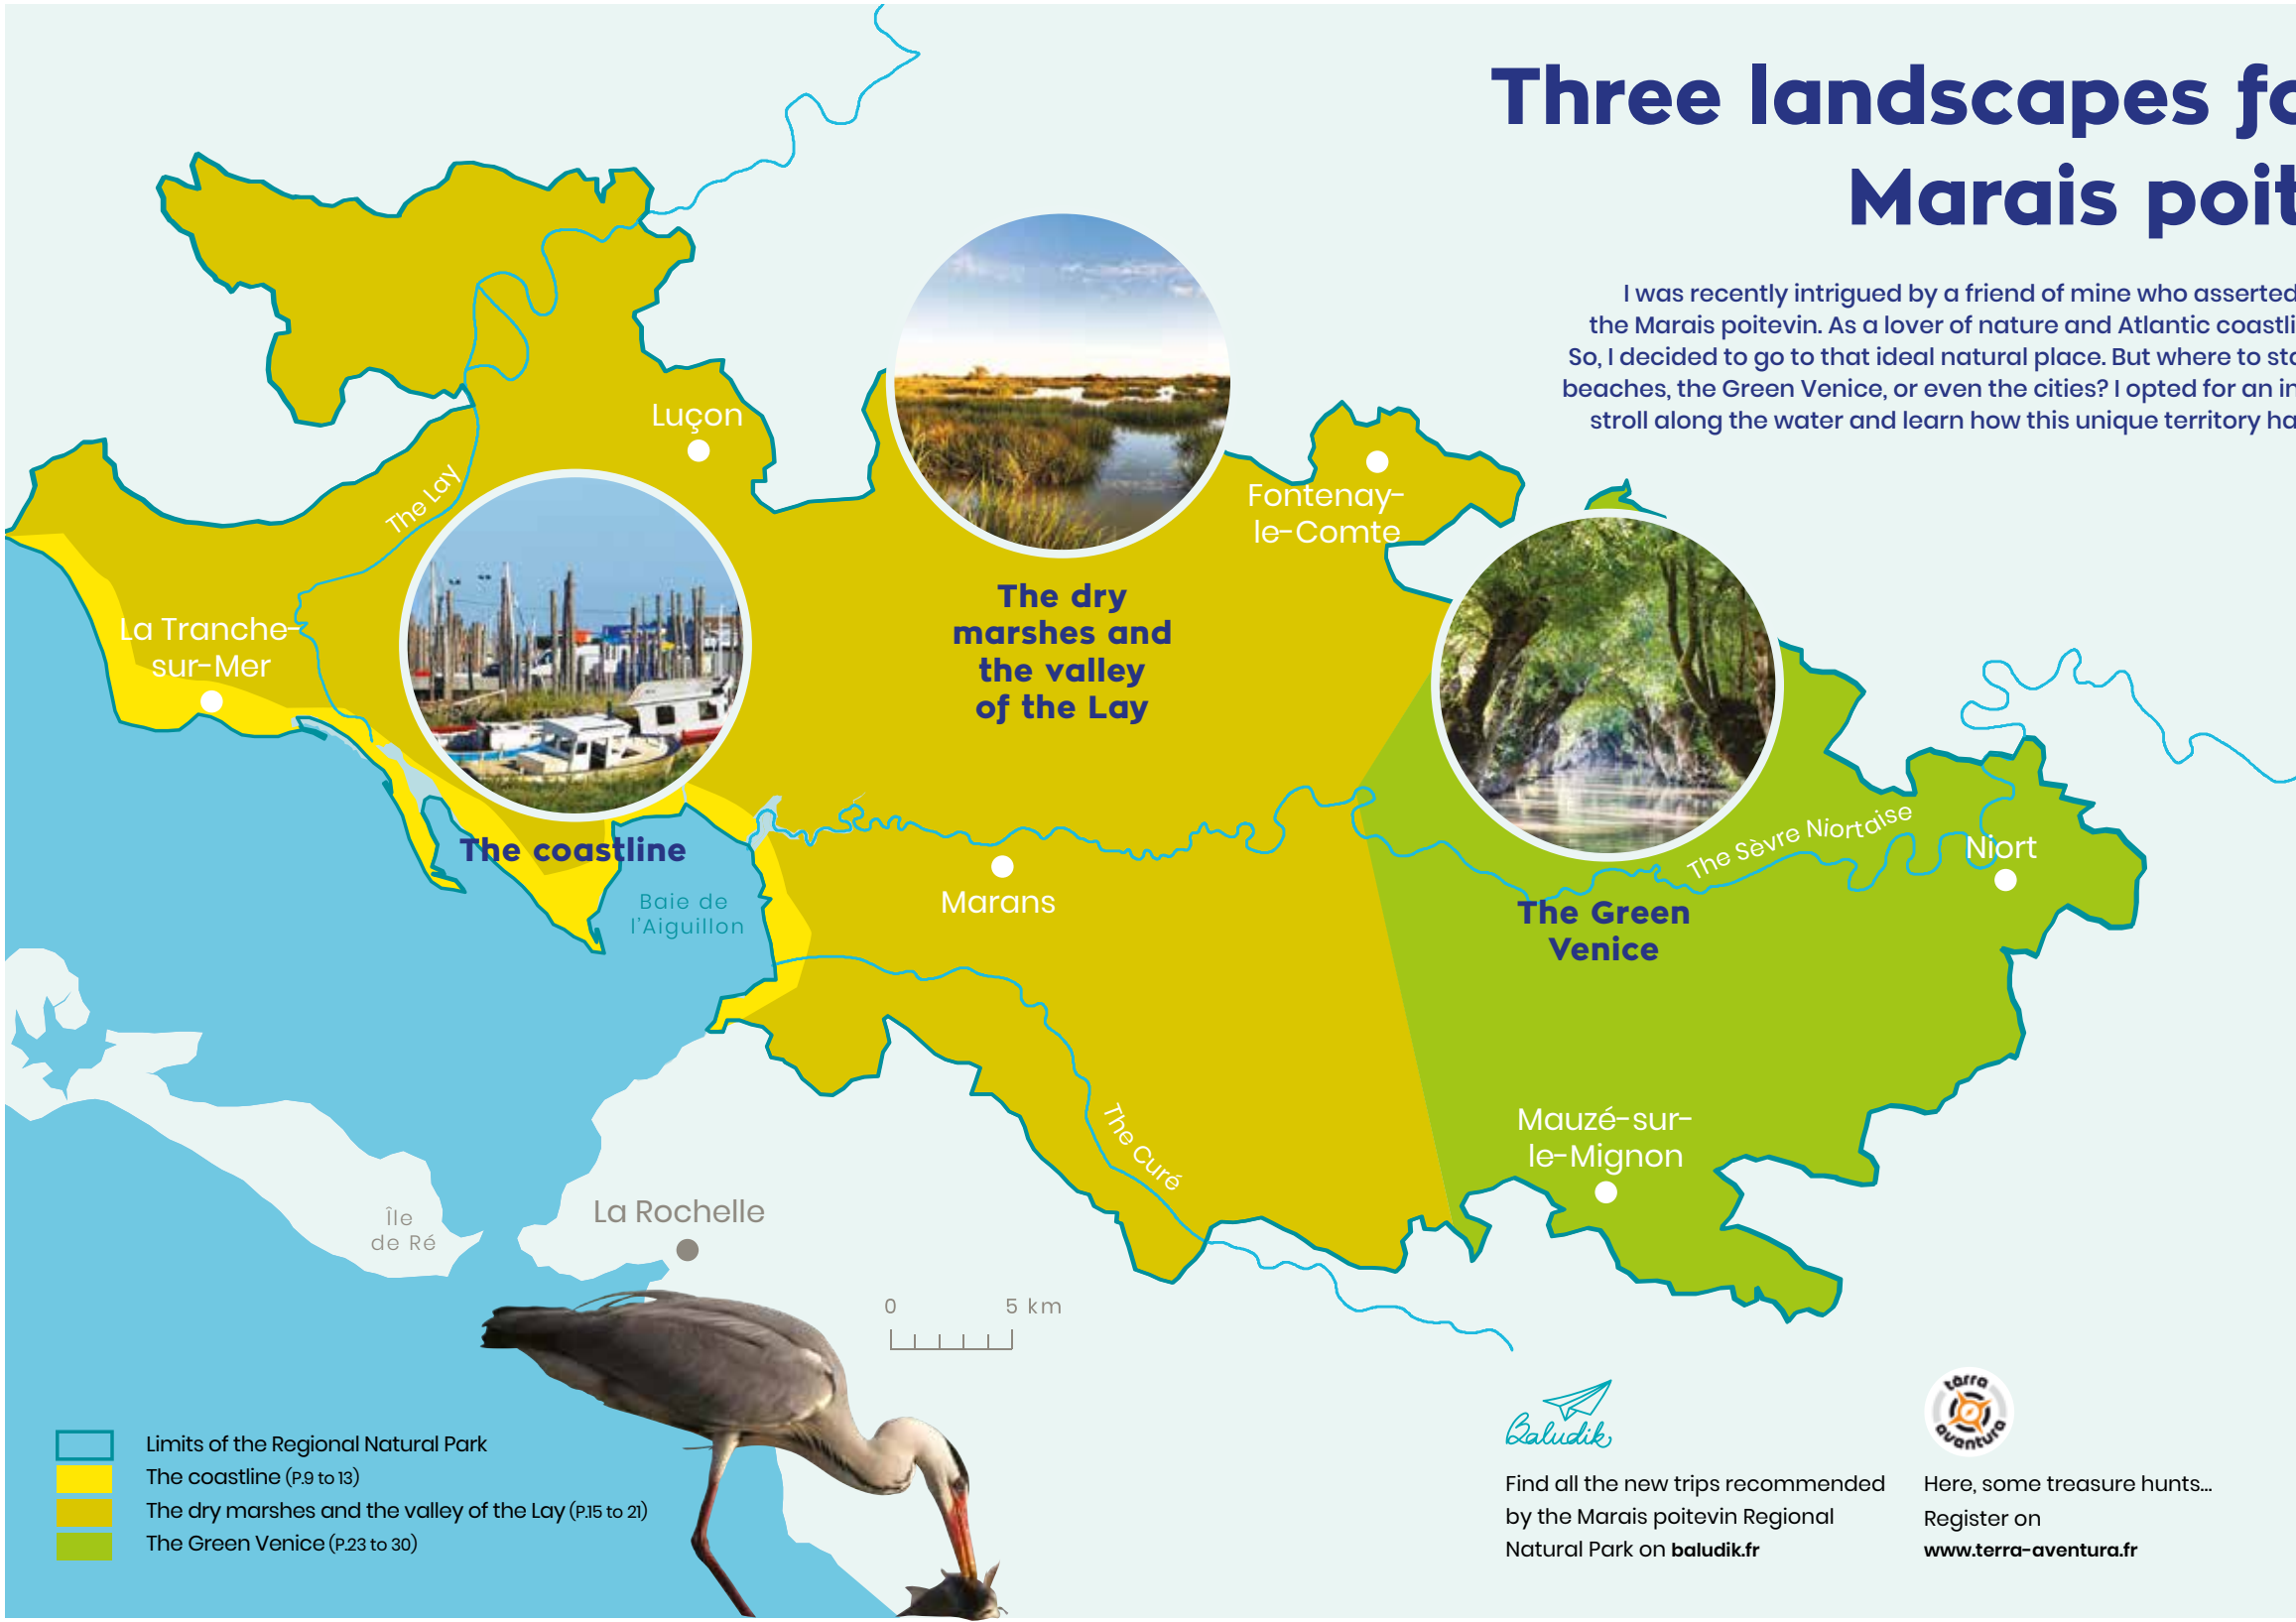 Three landscapes fo
Marais poit
I was recently intrigued by a friend of mine who asserted
the Marais poitevin. As a lover of nature and Atlantic coastli
So, I decided to go to that ideal natural place. But where to sta
beaches, the Green Venice, or even the cities? I opted for an in
stroll along the water and learn how this unique territory ha
Luçon
The Lay
Fontenay-
le-Comte
The dry
marshes and
the valley
of the Lay
La Tranche-
sur-Mer
The coastline
Baie de
l'Aiguillon
Marans
The Sèvre Niortaise
Niort
The Green
Venice
The Curé
Mauzé-sur-
le-Mignon
Île
de Ré
La Rochelle
0 5 km
Limits of the Regional Natural Park
The coastline (P.9 to 13)
The dry marshes and the valley of the Lay (P.15 to 21)
The Green Venice (P.23 to 30)
Baludik
Find all the new trips recommended
by the Marais poitevin Regional
Natural Park on baludik.fr
tèrra
aventura
Here, some treasure hunts...
Register on
www.terra-aventura.fr